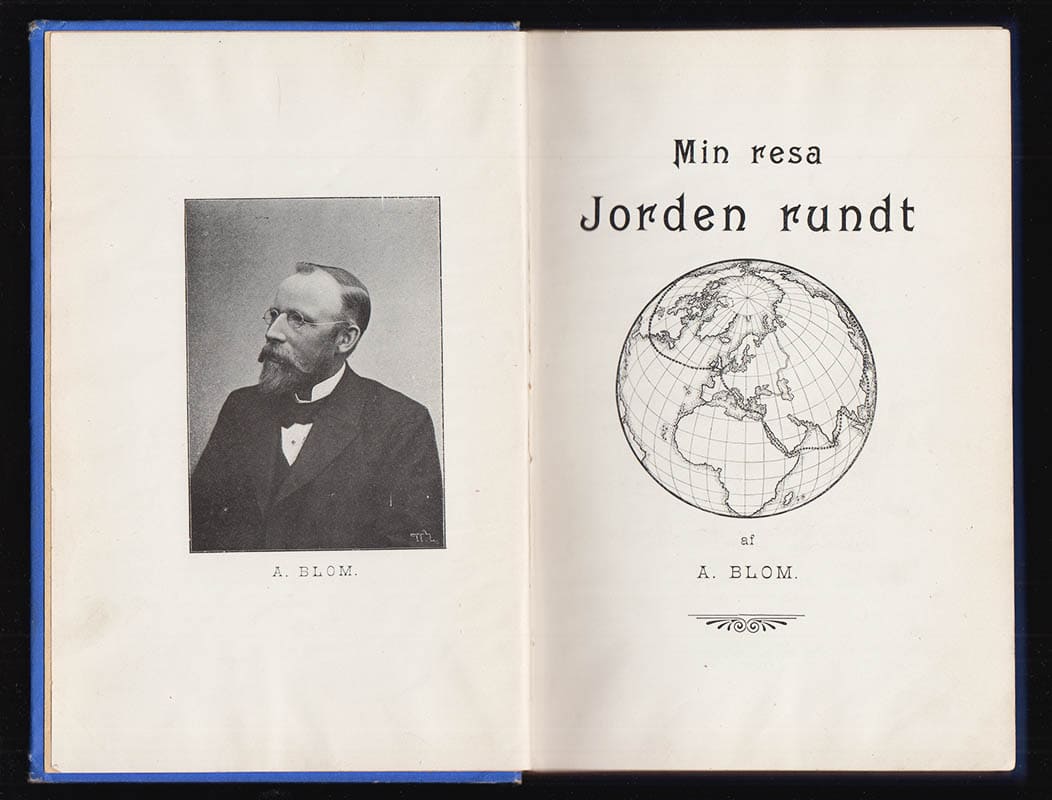 A. BLOM.
Min resa
Jorden rundt
af
A. BLOM.